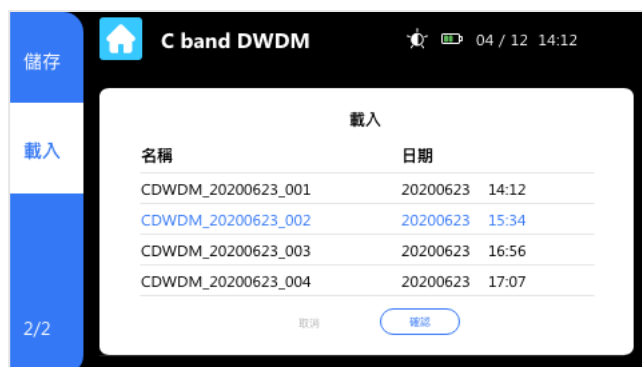 儲存
C band DWDM 04 / 12 14:12
載入
載入
名稱 日期
CDWDM_20200623_001 20200623 14:12
CDWDM_20200623_002 20200623 15:34
CDWDM_20200623_003 20200623 16:56
CDWDM_20200623_004 20200623 17:07
取消 確認
2/2